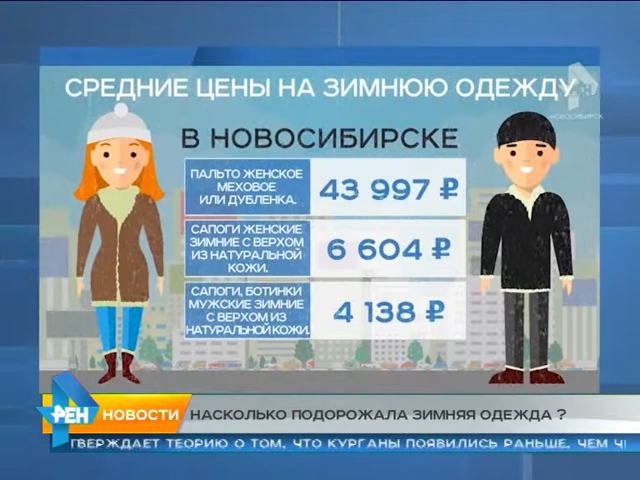 СРЕДНИЕ ЦЕНЫ НА ЗИМНЮЮ ОДЕЖДУ
РЕН
НОВОСИБИРСК
В НОВОСИБИРСКЕ
ПАЛЬТО ЖЕНСКОЕ
МЕХОВОЕ
ИЛИ ДУБЛЕНКА.
43 997 ₽
САПОГИ ЖЕНСКИЕ
ЗИМНИЕ С ВЕРХОМ
ИЗ НАТУРАЛЬНОЙ
КОЖИ.
6 604 ₽
САПОГИ, БОТИНКИ
МУЖСКИЕ ЗИМНИЕ
С ВЕРХОМ ИЗ
НАТУРАЛЬНОЙ КОЖИ.
4 138 ₽
РЕН НОВОСТИ НАСКОЛЬКО ПОДОРОЖАЛА ЗИМНЯЯ ОДЕЖДА ?
ТВЕРЖДАЕТ ТЕОРИЮ О ТОМ, ЧТО КУРГАНЫ ПОЯВИЛИСЬ РАНЬШЕ, ЧЕМ